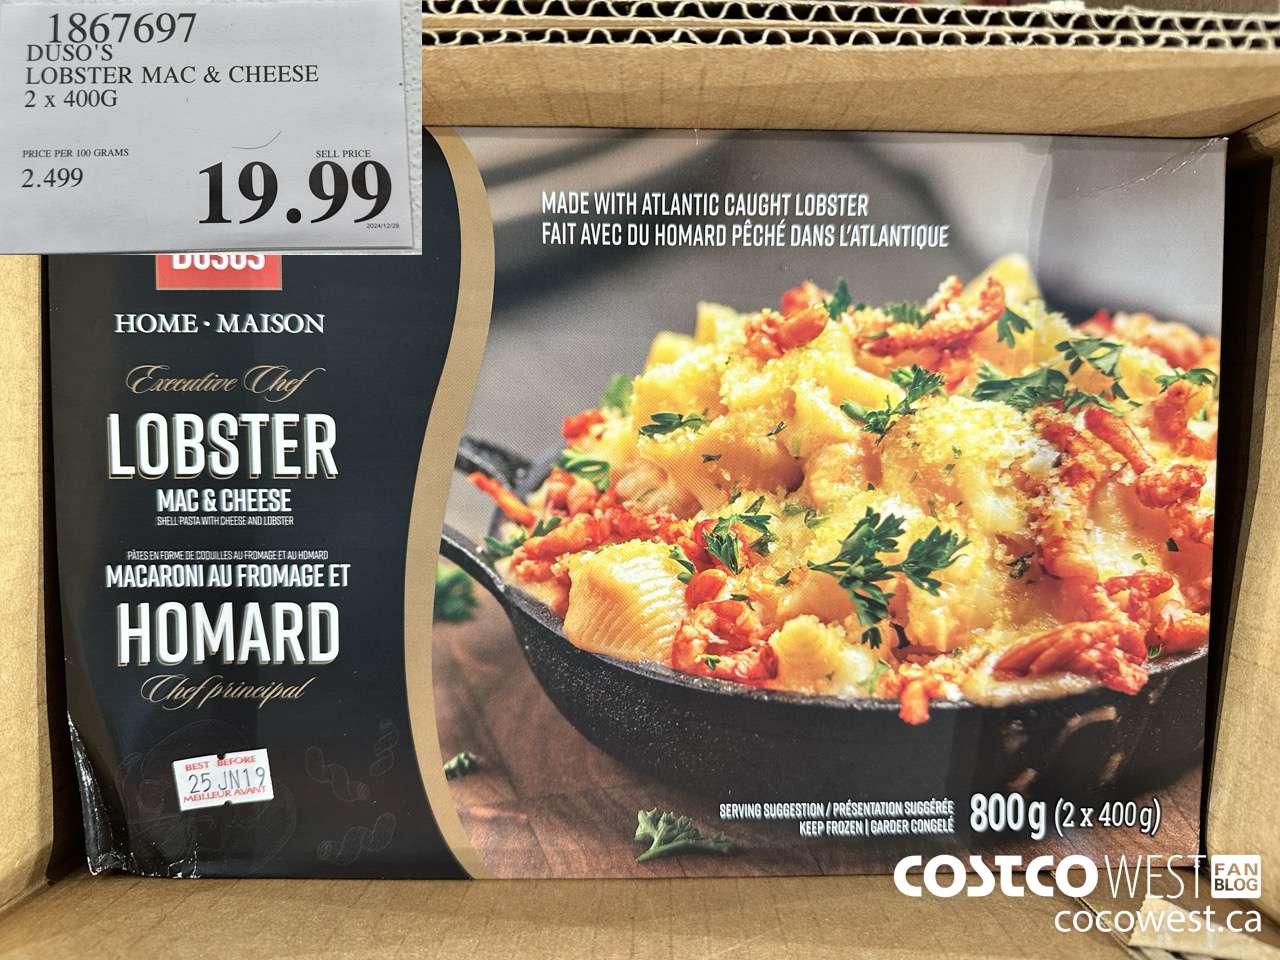 1867697
DUSO'S
LOBSTER MAC & CHEESE
2 x 400G
PRICE PER 100 GRAMS
2.499
SELL PRICE
19.99
2024/12/28
DUSO'S
HOME • MAISON
Executive Chef
LOBSTER
MAC & CHEESE
SHELL PASTA WITH CHEESE AND LOBSTER
PÂTES EN FORME DE COQUILLES AU FROMAGE ET AU HOMARD
MACARONI AU FROMAGE ET
HOMARD
Chef principal
BEST BEFORE
25 JN19
MEILLEUR AVANT
MADE WITH ATLANTIC CAUGHT LOBSTER
FAIT AVEC DU HOMARD PÊCHÉ DANS L'ATLANTIQUE
SERVING SUGGESTION / PRÉSENTATION SUGGÉRÉE
KEEP FROZEN | GARDER CONGELÉ
800 g (2 x 400 g)
COSTCO WEST FAN BLOG
cocowest.ca